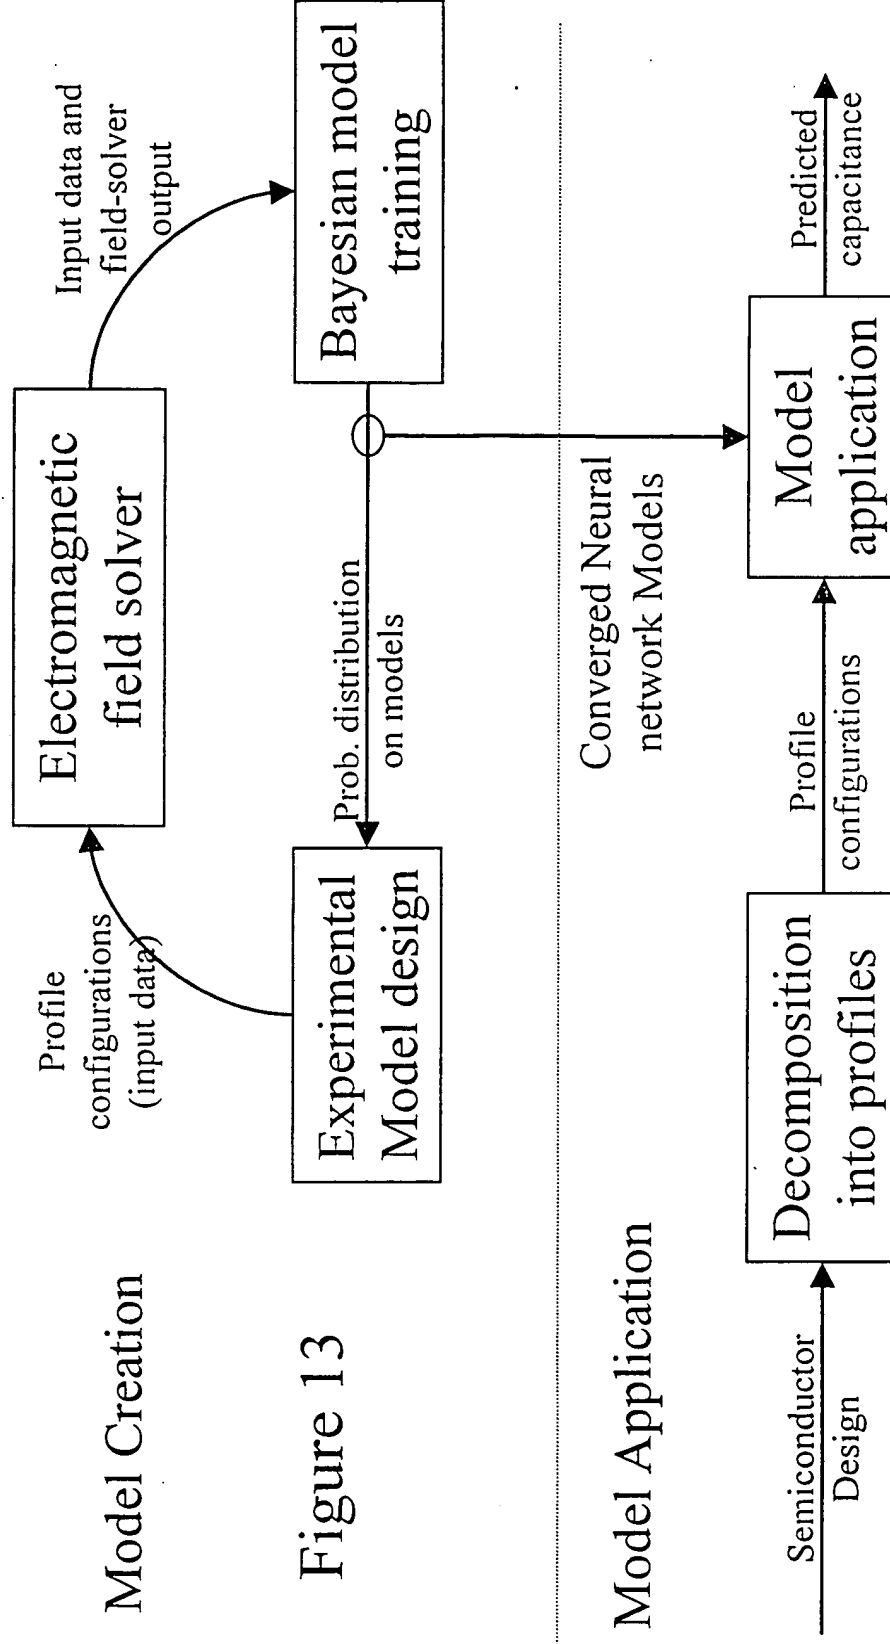 Model Creation
Figure 13
Profile
configurations
(input data)
Electromagnetic
field solver
Input data and
field-solver
output
Experimental
Model design
Prob. distribution
on models
Bayesian model
training
Model Application
Converged Neural
network Models
Semiconductor
Design
Decomposition
into profiles
Profile
configurations
Model
application
Predicted
capacitance